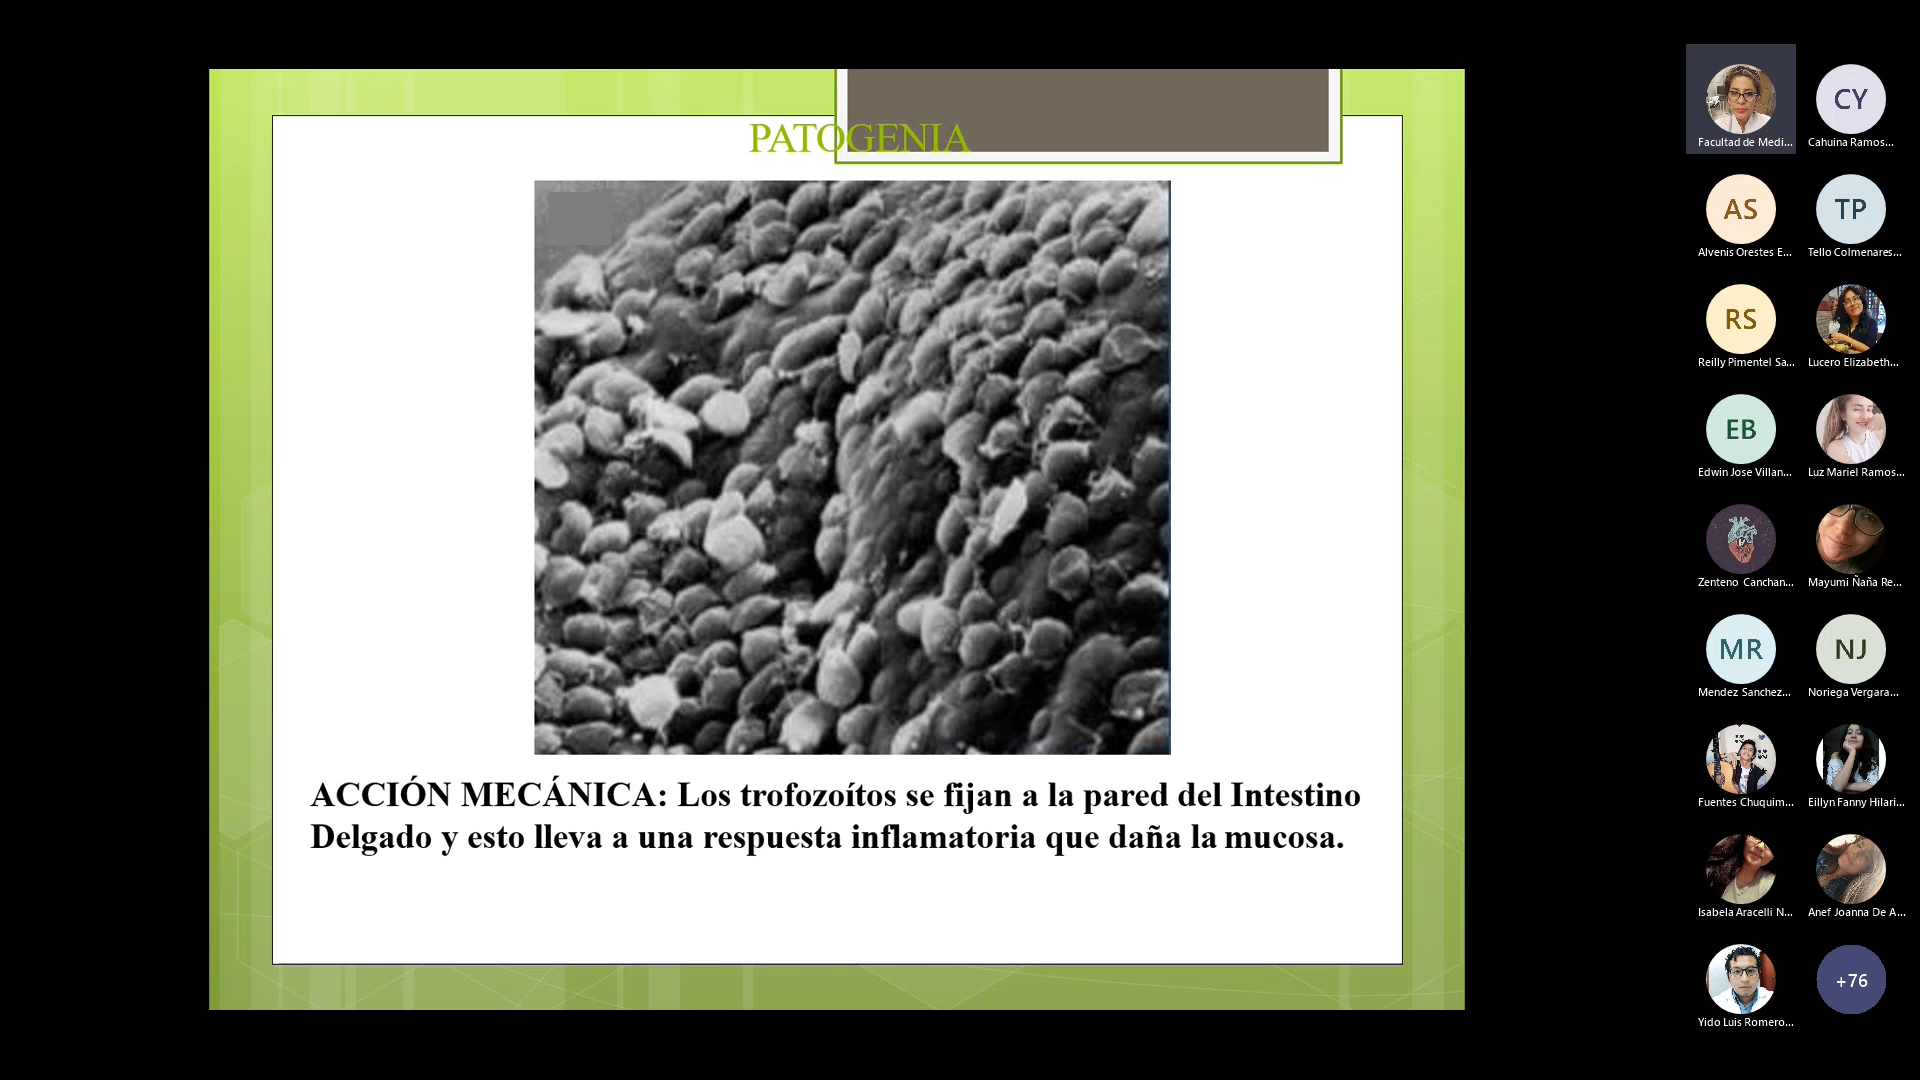 PATOGENIA
ACCIÓN MECÁNICA: Los trofozoítos se fijan a la pared del Intestino
Delgado y esto lleva a una respuesta inflamatoria que daña la mucosa.
Facultad de Medi...
CY
Cahuina Ramos...
AS
Alvenis Orestes E...
TP
Tello Colmenares...
RS
Reilly Pimentel Sa...
Lucero Elizabeth...
EB
Edwin Jose Villan...
Luz Mariel Ramos...
Zenteno Canchan...
Mayumi Ñaña Re...
MR
Mendez Sanchez...
NJ
Noriega Vergara...
Fuentes Chuquim...
Eillyn Fanny Hilari...
Isabela Aracelli N...
Anef Joanna De A...
Yido Luis Romero...
+76